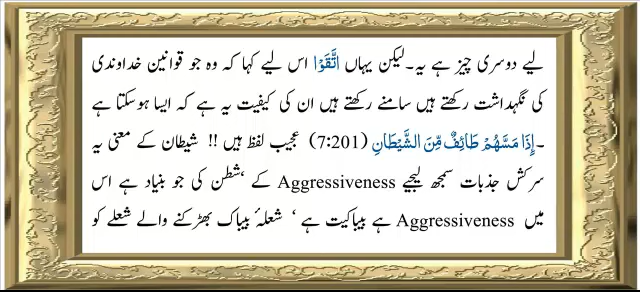 لیے دوسری چیز ہے یہ۔لیکن یہاں اتَّقَوْا اس لیے کہا کہ وہ جو قوانین خداوندی
کی نگہداشت رکھتے ہیں سامنے رکھتے ہیں ان کی کیفیت یہ ہے کہ ایسا ہوسکتا ہے
۔إِذَا مَسَّهُمْ طَائِفٌ مِّنَ الشَّيْطَانِ (7:201) عجیب لفظ ہیں !! شیطان کے معنی یہ
سرکش جذبات سمجھ لیجیے Aggressiveness کے ‘شطن کی جو بنیاد ہے اس
میں Aggressiveness ہے بیباکیت ہے ‘ شعلۂ بیباک بھڑکنے والے شعلے کو